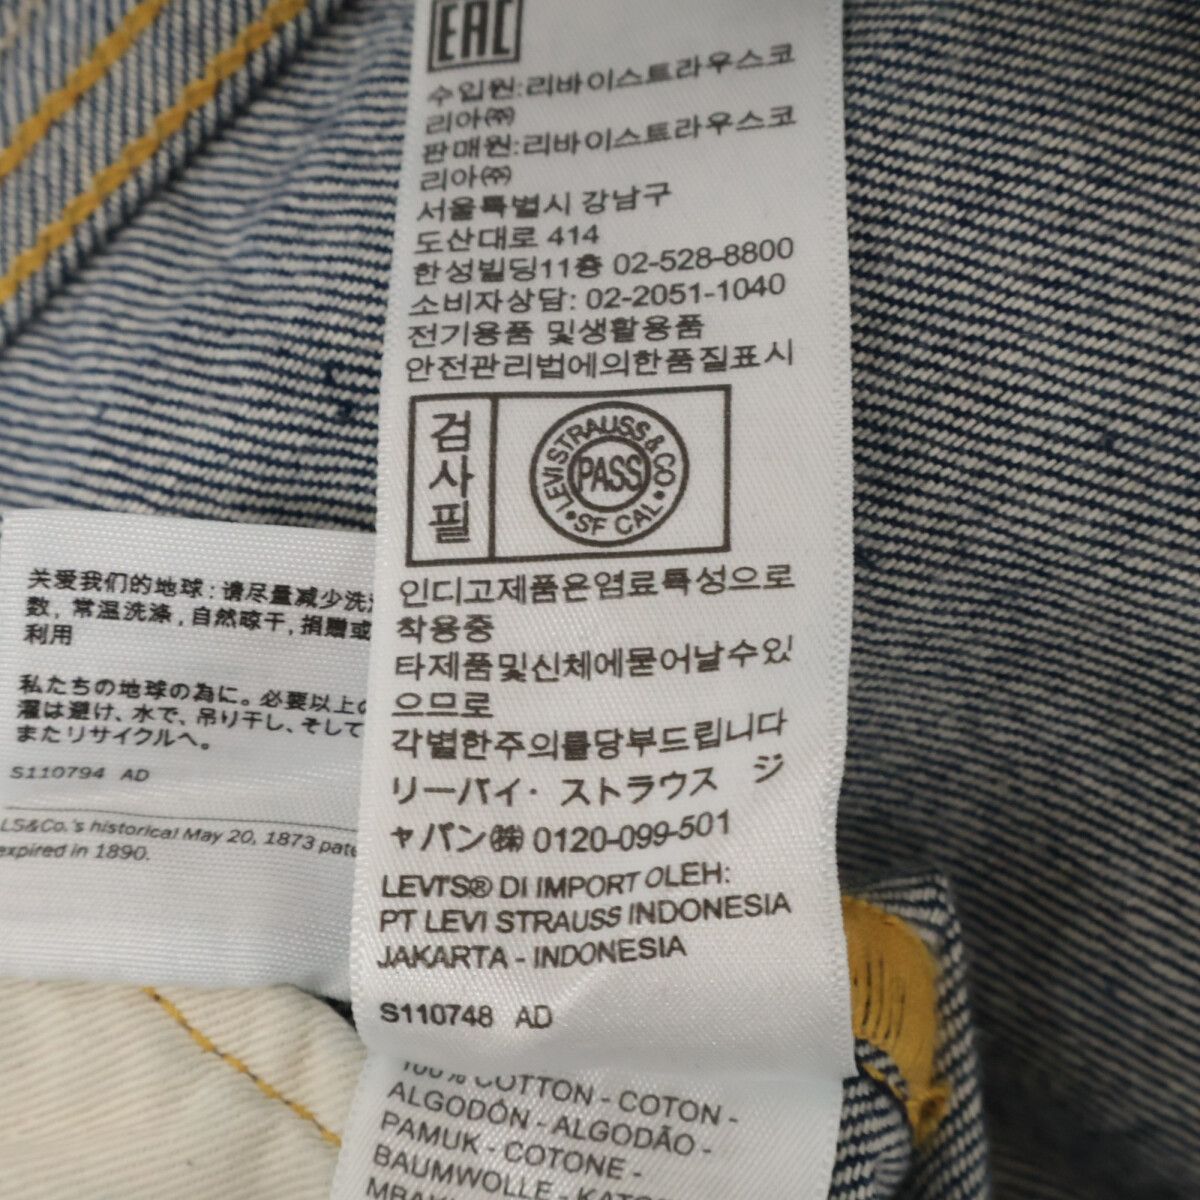 EAC
수입원:리바이스트라우스코
리아㈜
판매원:리바이스트라우스코
리아㈜
서울특별시 강남구
도산대로 414
한성빌딩11층 02-528-8800
소비자상담: 02-2051-1040
전기용품 및생활용품
안전관리법에의한품질표시
검
사
필
LEVI STRAUSS & CO
PASS
SF CAL
인디고제품은염료특성으로
착용중
타제품및신체에묻어날수있
으므로
각별한주의를당부드립니다
リーバイ・ストラウス ジ
ャパン㈱ 0120-099-501
LEVI'S® DI IMPORT OLEH:
PT LEVI STRAUSS INDONESIA
JAKARTA - INDONESIA
S110748 AD
100% COTTON - COTON -
ALGODÓN - ALGODÃO -
PAMUK - COTONE -
BAUMWOLLE -
关爱我们的地球：请尽量减少洗
数，常温洗涤，自然晾干，捐赠或
利用
私たちの地球の為に。必要以上
濯は避け、水で、吊り干し、そして
またリサイクルへ。
S110794 AD
LS&Co.'s historical May 20, 1873
expired in 1890.